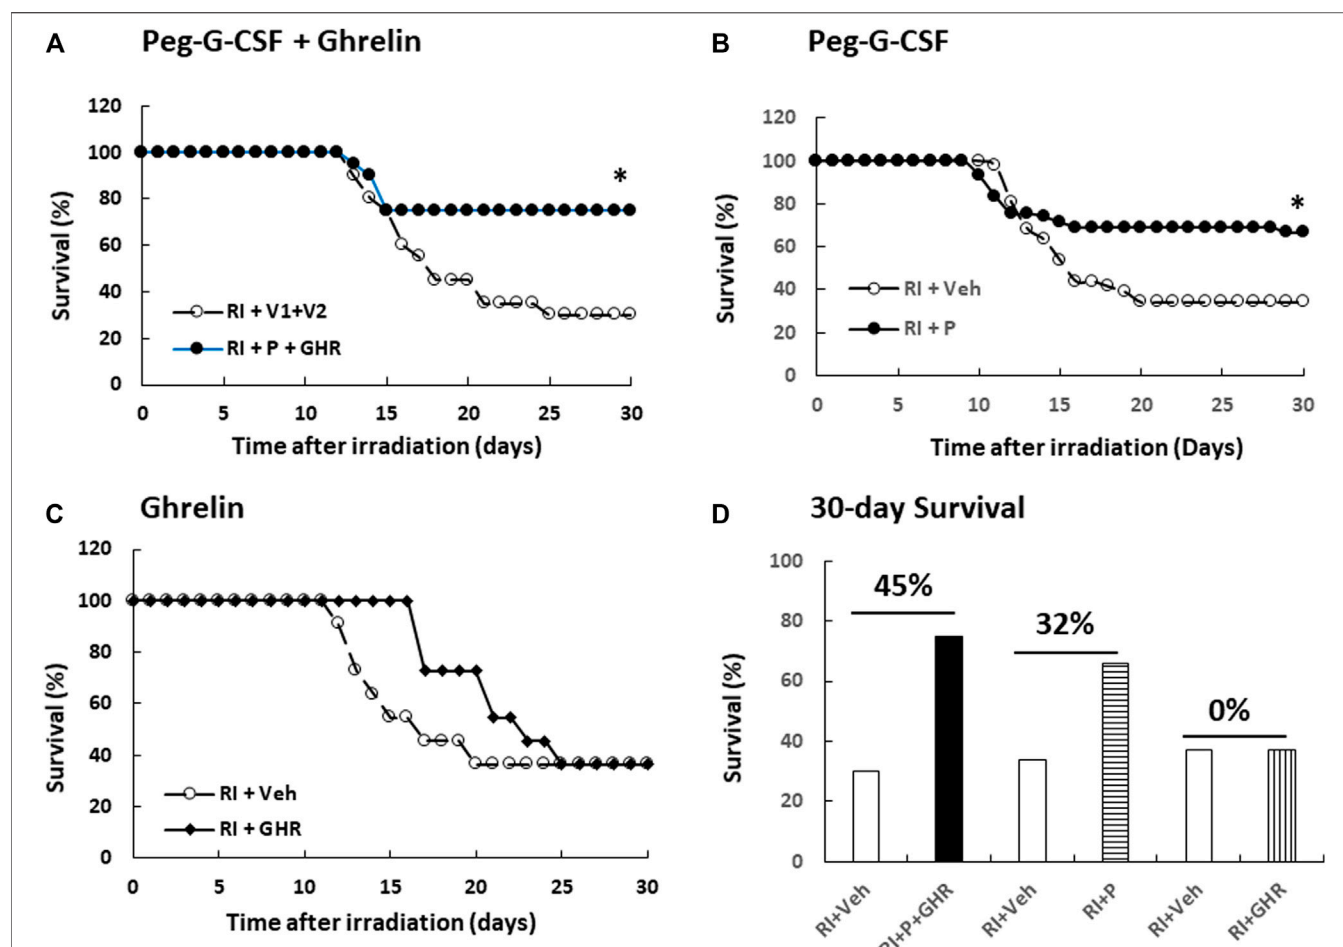 A Peg-G-CSF + Ghrelin
120
100
80
60
40
20
0
Survival (%)
RI + V1+V2
RI + P + GHR
*
0 5 10 15 20 25 30
Time after irradiation (days)
B Peg-G-CSF
120
100
80
60
40
20
0
Survival (%)
RI + Veh
RI + P
*
0 5 10 15 20 25 30
Time after irradiation (Days)
C Ghrelin
120
100
80
60
40
20
0
Survival (%)
RI + Veh
RI + GHR
0 5 10 15 20 25 30
Time after irradiation (days)
D 30-day Survival
100
80
60
40
20
0
Survival (%)
45%
32%
0%
RI+Veh
RI+P+GHR
RI+Veh
RI+P
RI+Veh
RI+GHR